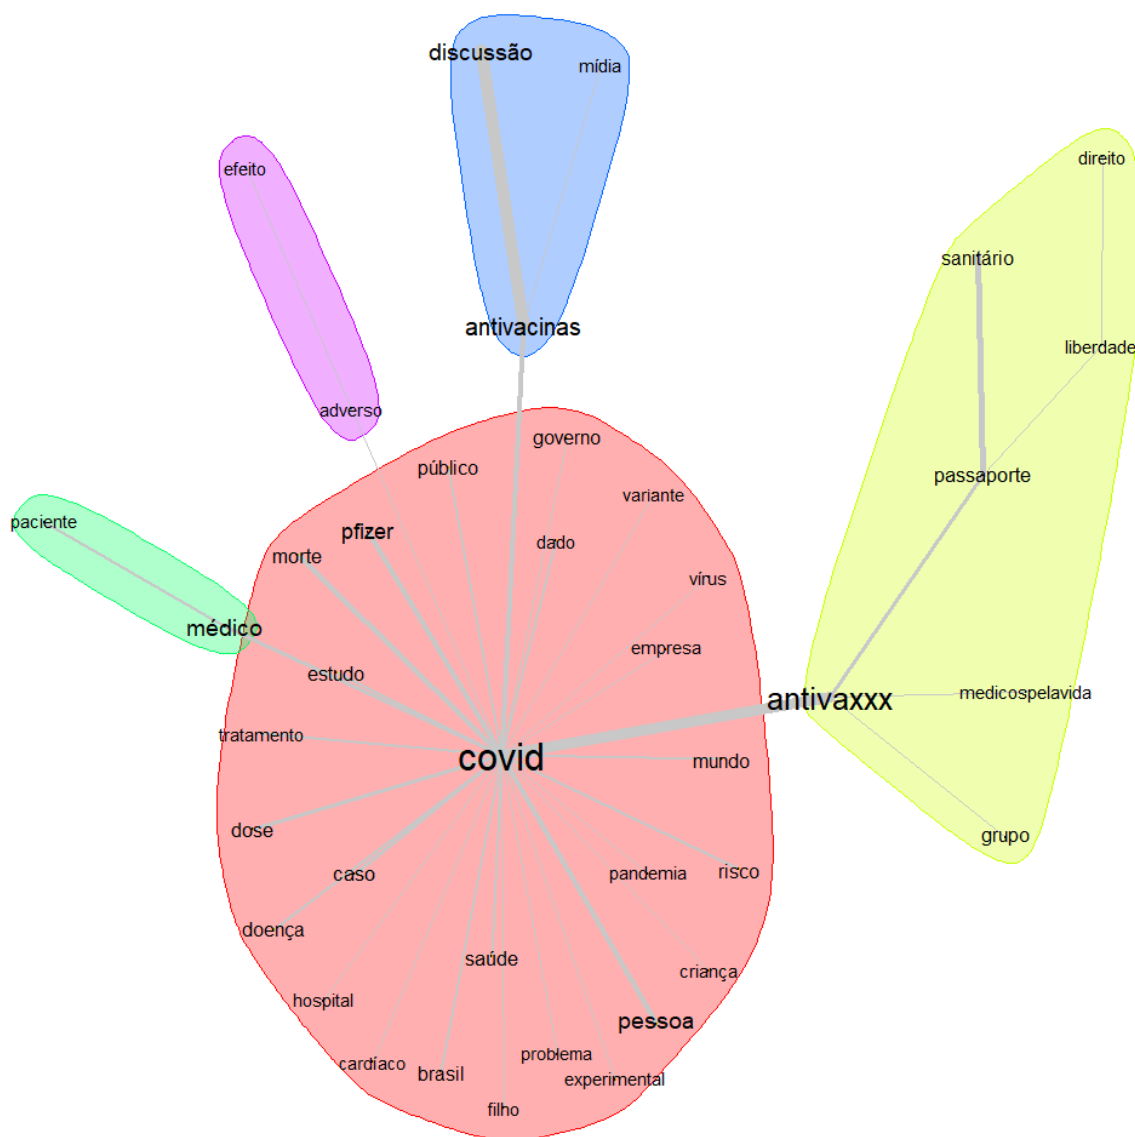 discussão
mídia
efeito
direito
sanitário
antivacinas
liberdade
adverso
governo
público
passaporte
variante
paciente
pfizer
dado
morte
vírus
médico
empresa
estudo
medicospelavida
antivaxxx
tratamento
covid
mundo
dose
grupo
caso
pandemia
risco
doença
saúde
criança
hospital
pessoa
problema
cardíaco
brasil
experimental
filho